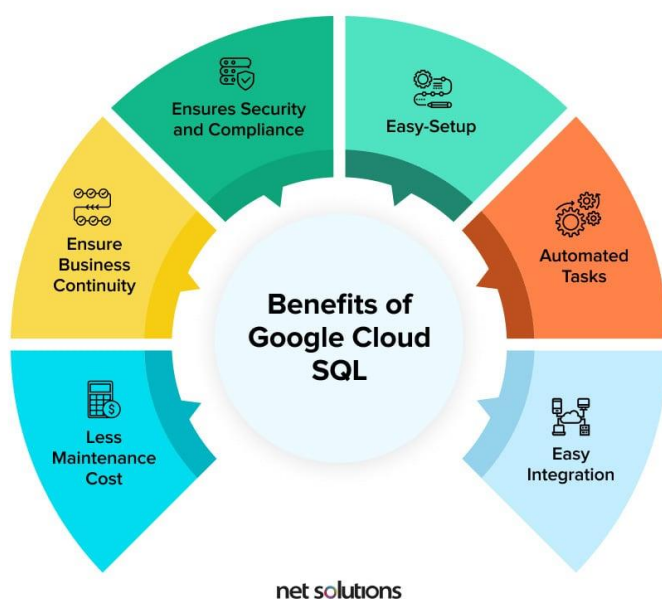 Ensures Security
and Compliance
Easy-Setup
Ensure
Business
Continuity
Automated
Tasks
Benefits of
Google Cloud
SQL
Less
Maintenance
Cost
$
Easy
Integration
net solutions